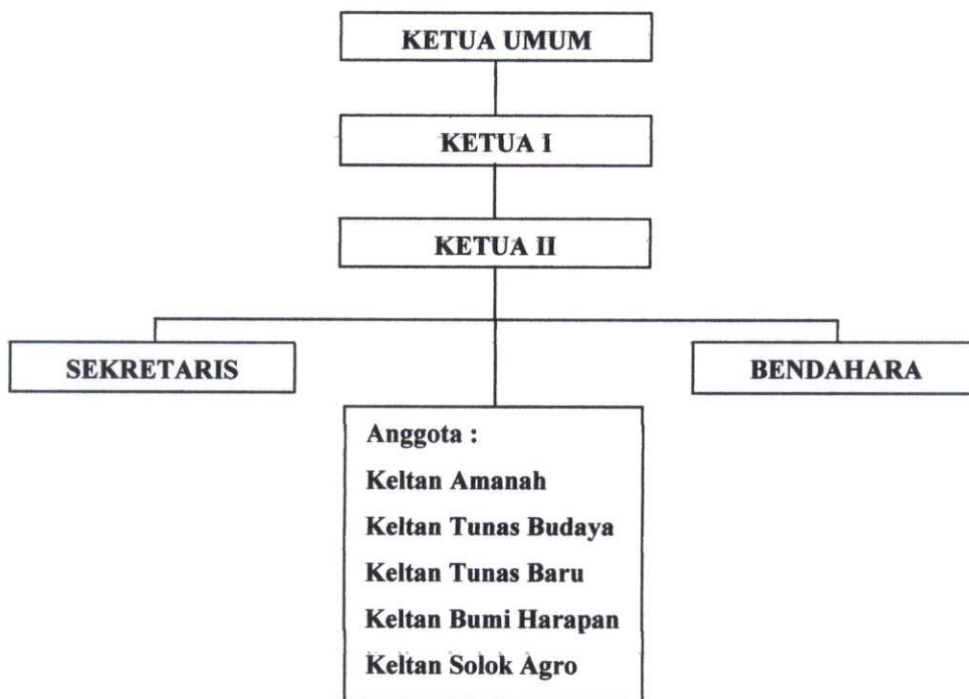 KETUA UMUM
KETUA I
KETUA II
SEKRETARIS
BENDAHARA
Anggota :
Keltan Amanah
Keltan Tunas Budaya
Keltan Tunas Baru
Keltan Bumi Harapan
Keltan Solok Agro